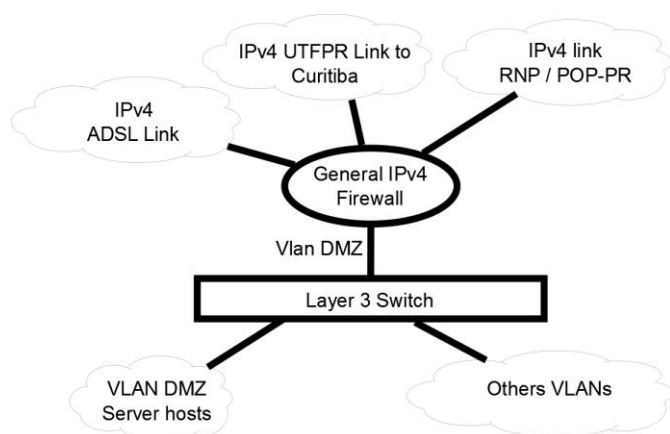 IPv4 UTFPR Link to
Curitiba
IPv4 link
RNP / POP-PR
IPv4
ADSL Link
General IPv4
Firewall
Vlan DMZ
Layer 3 Switch
VLAN DMZ
Server hosts
Others VLANs